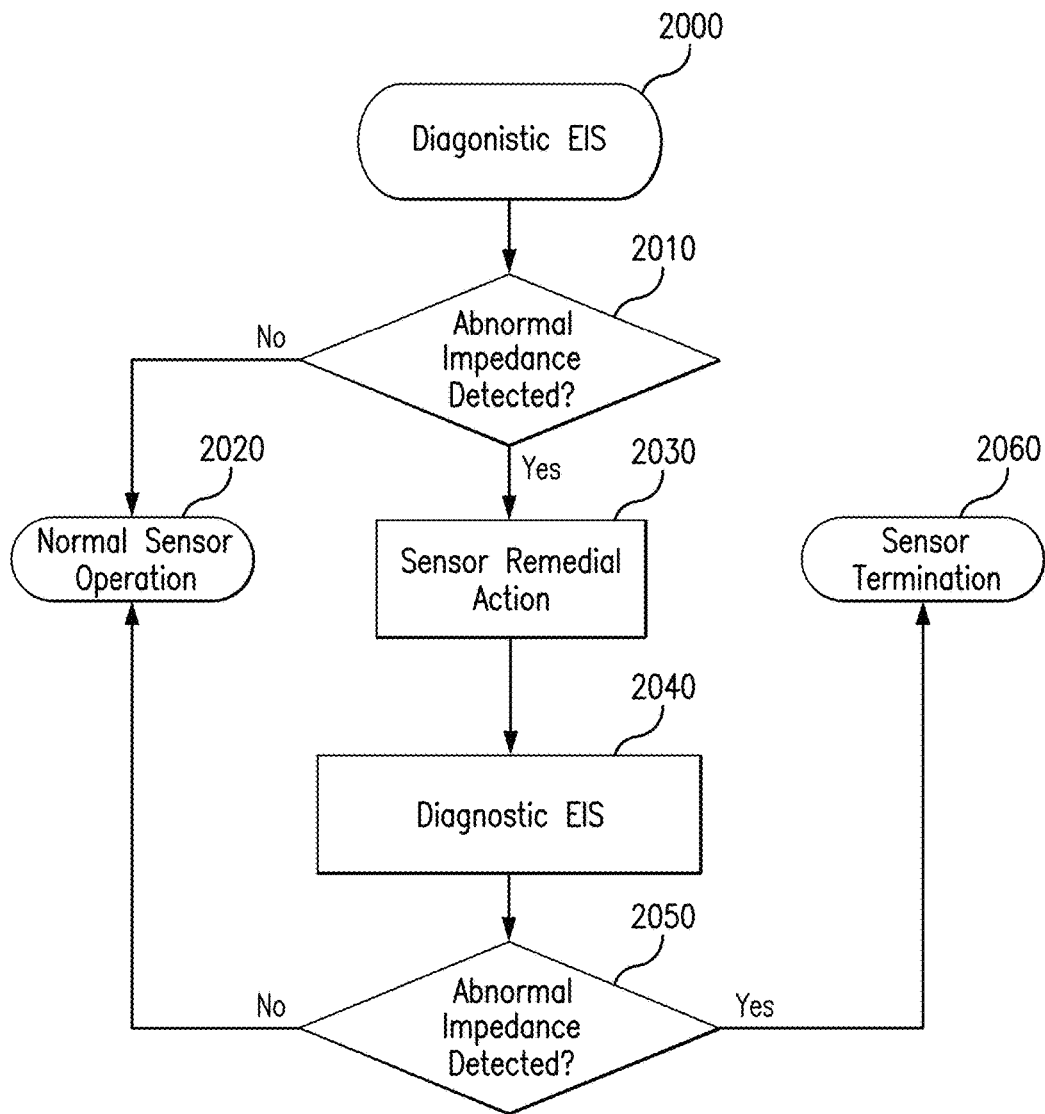 2000
Diagonistic EIS
2010
Abnormal
Impedance
Detected?
No
Yes
2020
Normal Sensor
Operation
2030
Sensor Remedial
Action
2060
Sensor
Termination
2040
Diagnostic EIS
2050
Abnormal
Impedance
Detected?
No
Yes